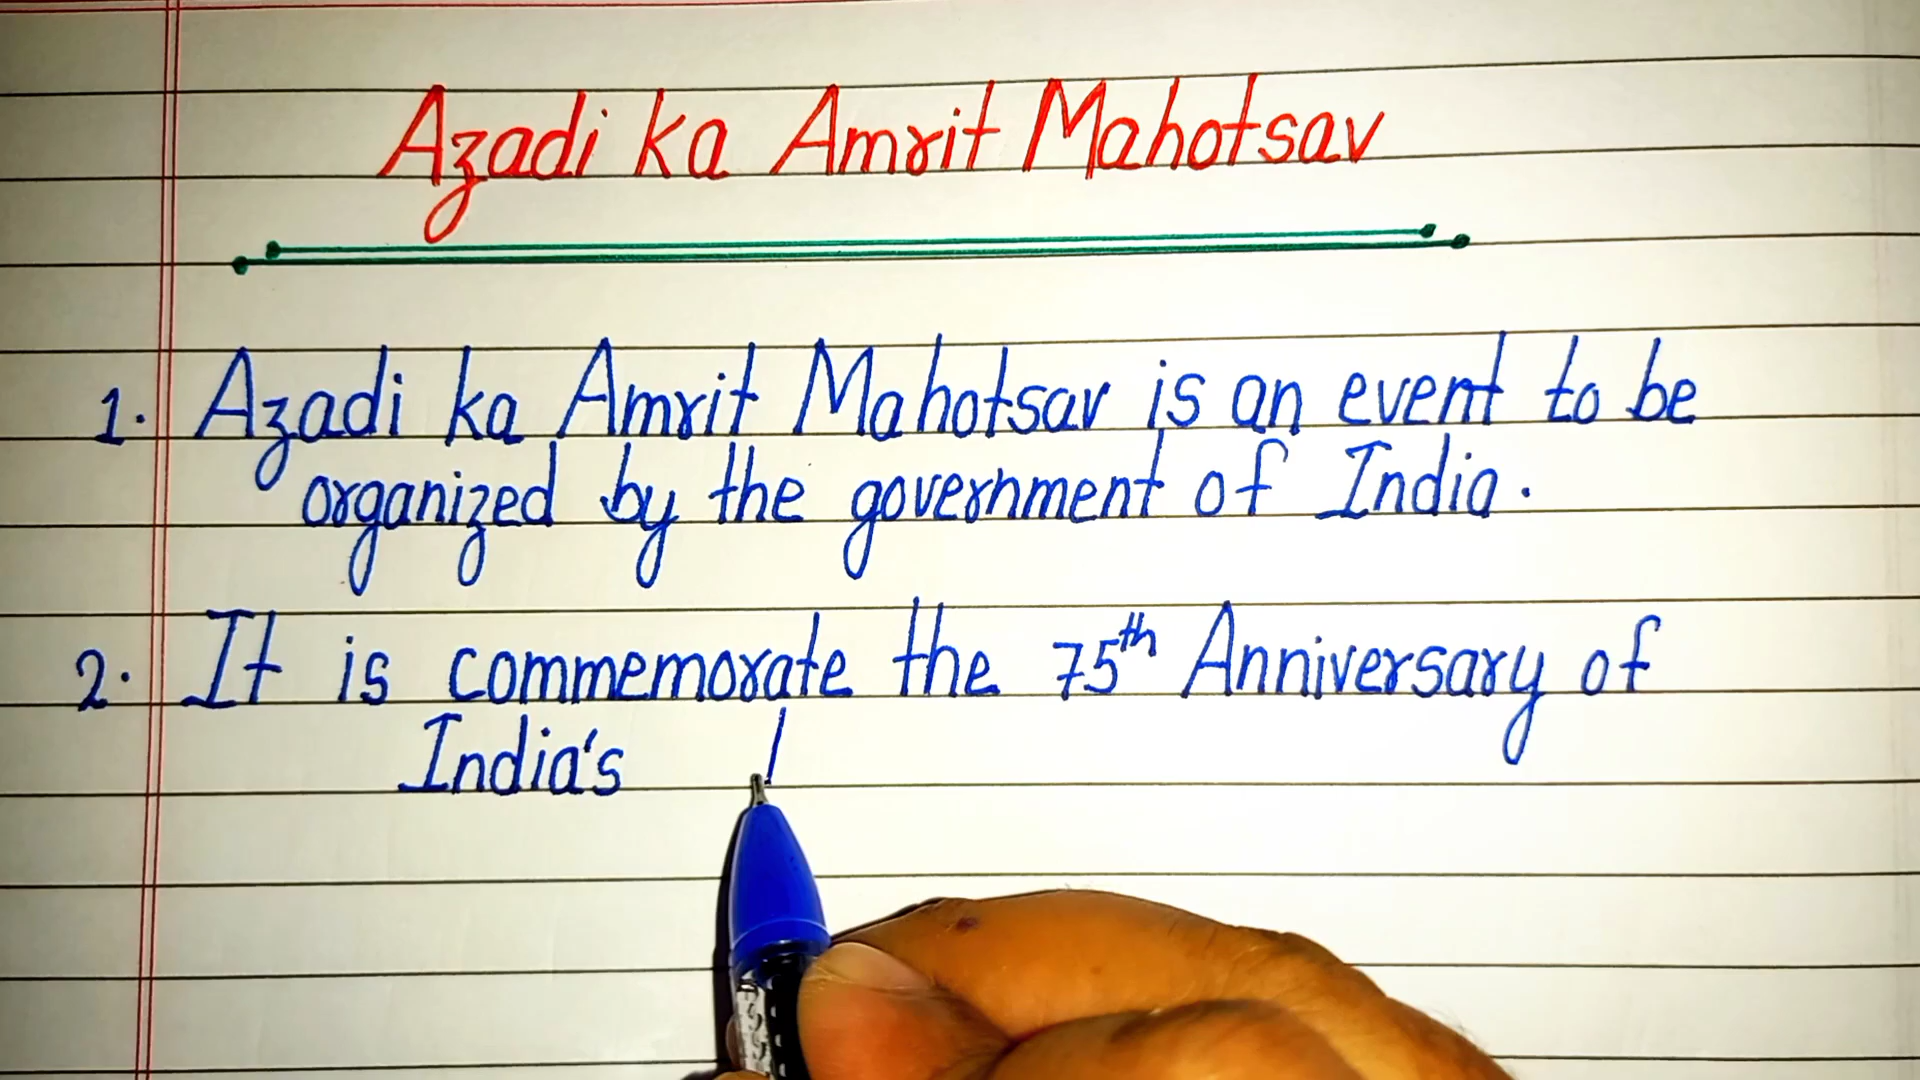 Azadi ka Amrit Mahotsav
1. Azadi ka Amrit Mahotsav is an event to be
organized by the government of India.
2. It is commemorate the 75th Anniversary of
India's